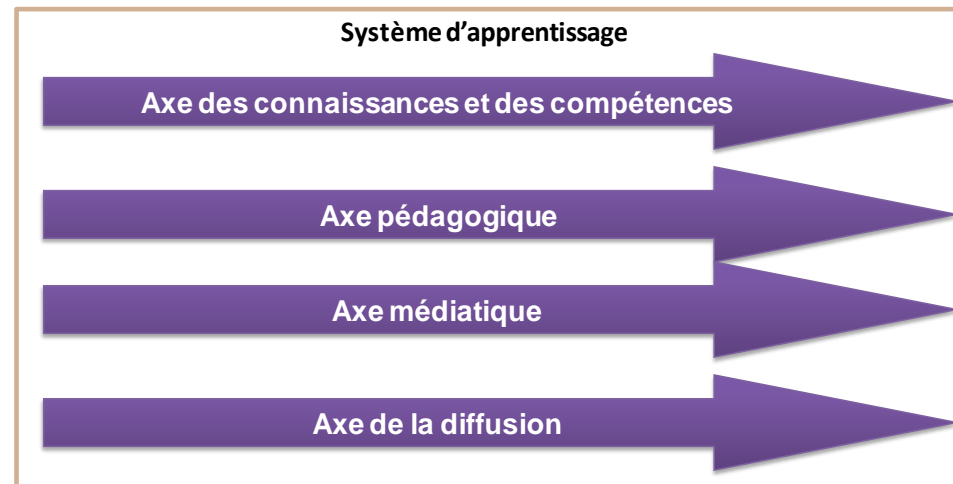 Système d'apprentissage
Axe des connaissances et des compétences
Axe pédagogique
Axe médiatique
Axe de la diffusion